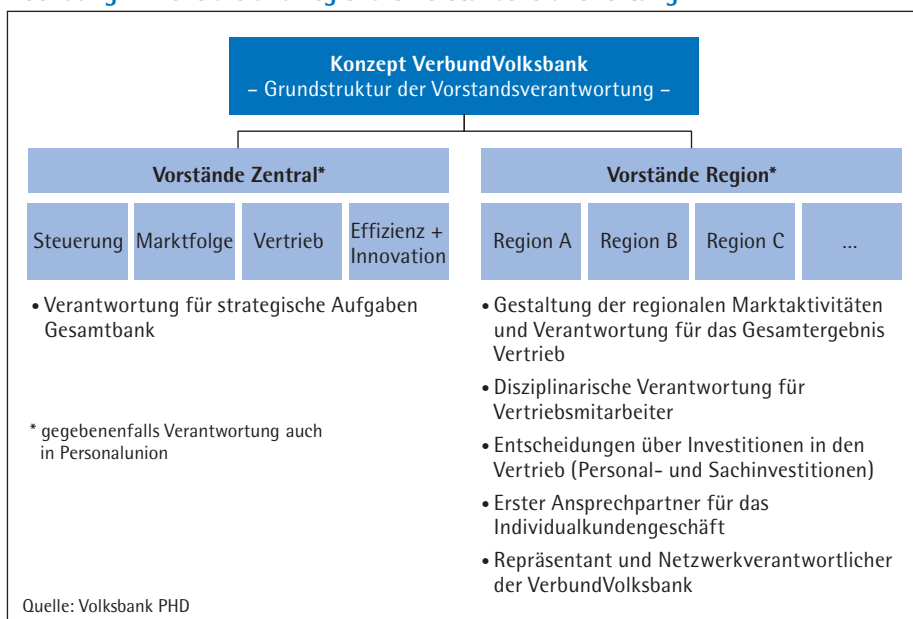 Konzept VerbundVolksbank
– Grundstruktur der Vorstandsverantwortung –
Vorstände Zentral*
Steuerung
Marktfolge
Vertrieb
Effizienz +
Innovation
• Verantwortung für strategische Aufgaben
Gesamtbank
* gegebenenfalls Verantwortung auch
in Personalunion
Vorstände Region*
Region A
Region B
Region C
...
• Gestaltung der regionalen Marktaktivitäten
und Verantwortung für das Gesamtergebnis
Vertrieb
• Disziplinarische Verantwortung für
Vertriebsmitarbeiter
• Entscheidungen über Investitionen in den
Vertrieb (Personal- und Sachinvestitionen)
• Erster Ansprechpartner für das
Individualkundengeschäft
• Repräsentant und Netzwerkverantwortlicher
der VerbundVolksbank
Quelle: Volksbank PHD